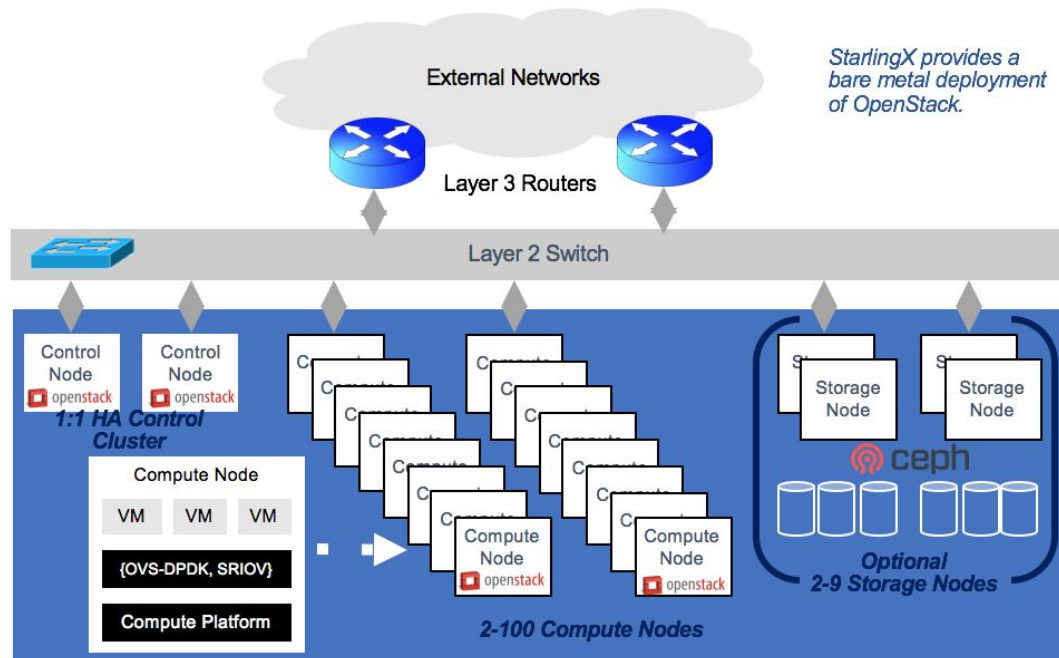 External Networks
StarlingX provides a
bare metal deployment
of OpenStack.
Layer 3 Routers
Layer 2 Switch
Control
Node
openstack
Control
Node
openstack
1:1 HA Control
Cluster
Compute Node
VM VM VM
{OVS-DPDK, SRIOV}
Compute Platform
Compute
Node
openstack
Compute
Node
openstack
2-100 Compute Nodes
Storage
Node
Storage
Node
ceph
Optional
2-9 Storage Nodes